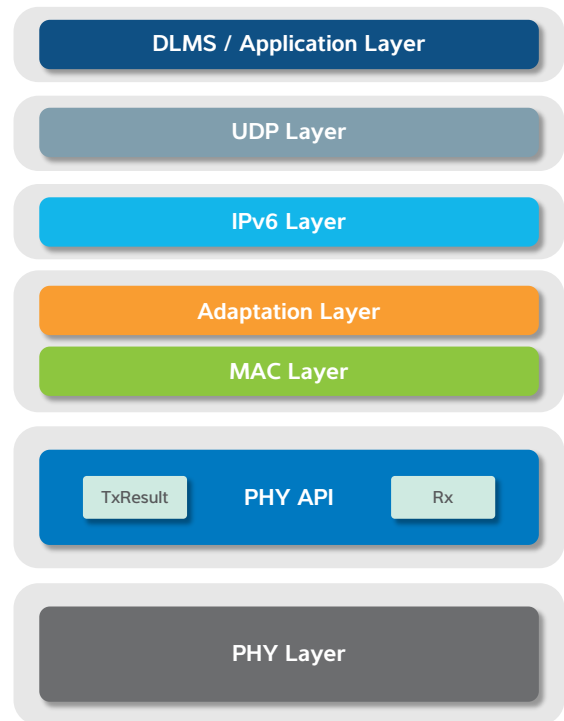 DLMS / Application Layer
UDP Layer
IPv6 Layer
Adaptation Layer
MAC Layer
TxResult PHY API Rx
PHY Layer